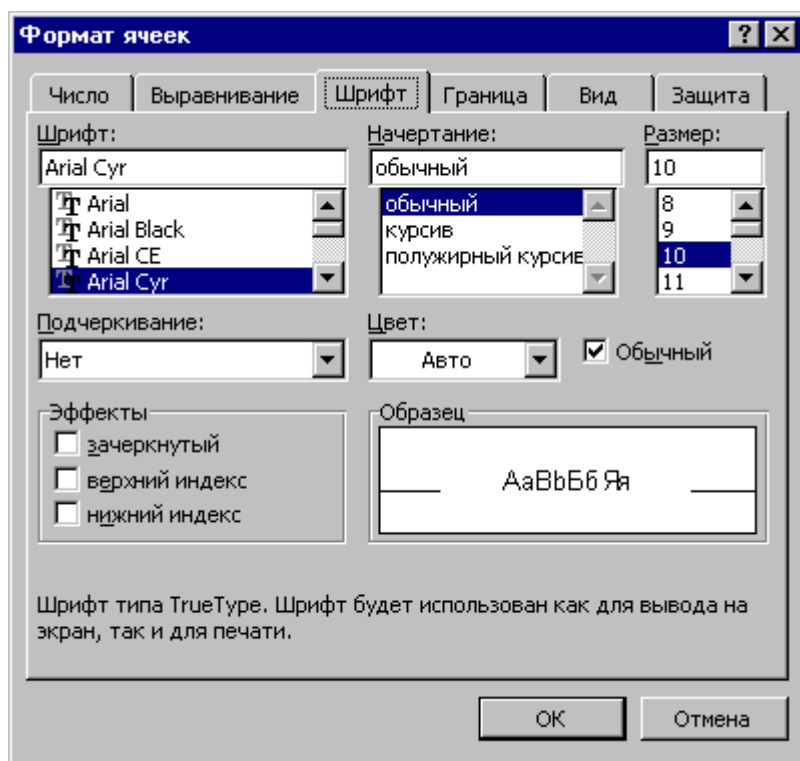 Формат ячеек
Число Выравнивание Шрифт Граница Вид Защита
Шрифт: Начертание: Размер:
Arial Cyr обычный 10
Arial обычный 8
Arial Black курсив 9
Arial CE полужирный курсив 10
Arial Cyr 11
Подчеркивание: Цвет:
Нет Авто Обычный
Эффекты Образец
зачеркнутый
верхний индекс АаBbБб Яя
нижний индекс
Шрифт типа TrueType. Шрифт будет использован как для вывода на
экран, так и для печати.
ОК Отмена